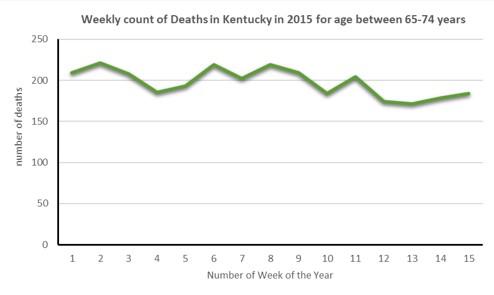 Weekly count of Deaths in Kentucky in 2015 for age between 65-74 years
250
200
150
100
50
0
number of deaths
1 2 3 4 5 6 7 8 9 10 11 12 13 14 15
Number of Week of the Year